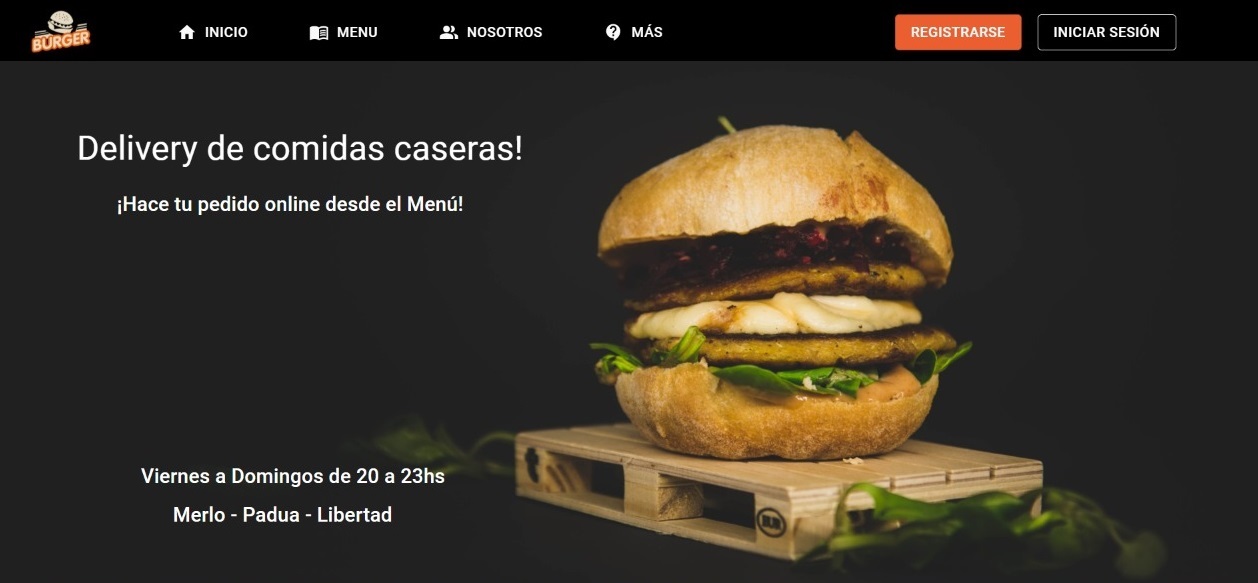 BURGER
INICIO
MENU
NOSOTROS
MÁS
REGISTRARSE
INICIAR SESIÓN
Delivery de comidas caseras!
¡Hace tu pedido online desde el Menú!
Viernes a Domingos de 20 a 23hs
Merlo - Padua - Libertad
BUR